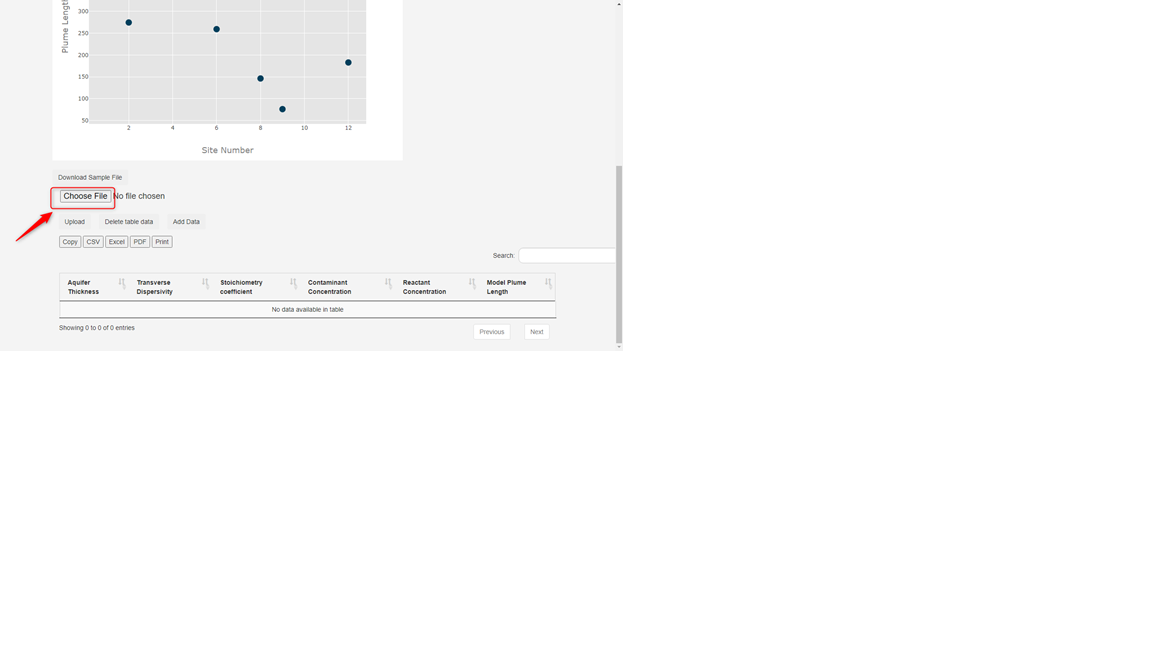 300
Plume Length
250
200
150
100
50
2 4 6 8 10 12
Site Number
Download Sample File
Choose File No file chosen
Upload Delete table data Add Data
Copy CSV Excel PDF Print
Search:
Aquifer Thickness Transverse Dispersivity Stoichiometry coefficient Contaminant Concentration Reactant Concentration Model Plume Length
No data available in table
Showing 0 to 0 of 0 entries
Previous Next